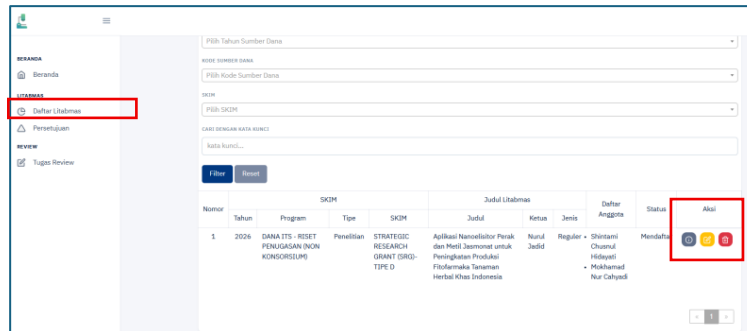 Pilih Tahun Sumber Dana
BERANDA
Beranda
LITABMAS
Daftar Litabmas
Persetujuan
REVIEW
Tugas Review
KODE SUMBER DANA
Pilih Kode Sumber Dana
SKIM
Pilih SKIM
CARI DENGAN KATA KUNCI
kata kunci...
Filter Reset
Nomor SKIM Judul Litabmas Daftar Anggota Status Aksi
Tahun Program Tipe SKIM Judul Ketua Jenis
1 2026 DANA ITS - RISET Penelitian STRATEGIC Aplikasi Nanoelisitor Perak Nurul Reguler • Shintami Mendaftar
PENUGASAN (NON RESEARCH dan Metil Jasmonat untuk Jadid Chusnul
KONSORSIUM) GRANT (SRG)- Peningkatan Produksi Hidayati
TIPE D Fitofarmaka Tanaman • Mokhamad
Herbal Khas Indonesia Nur Cahyadi
< 1 >